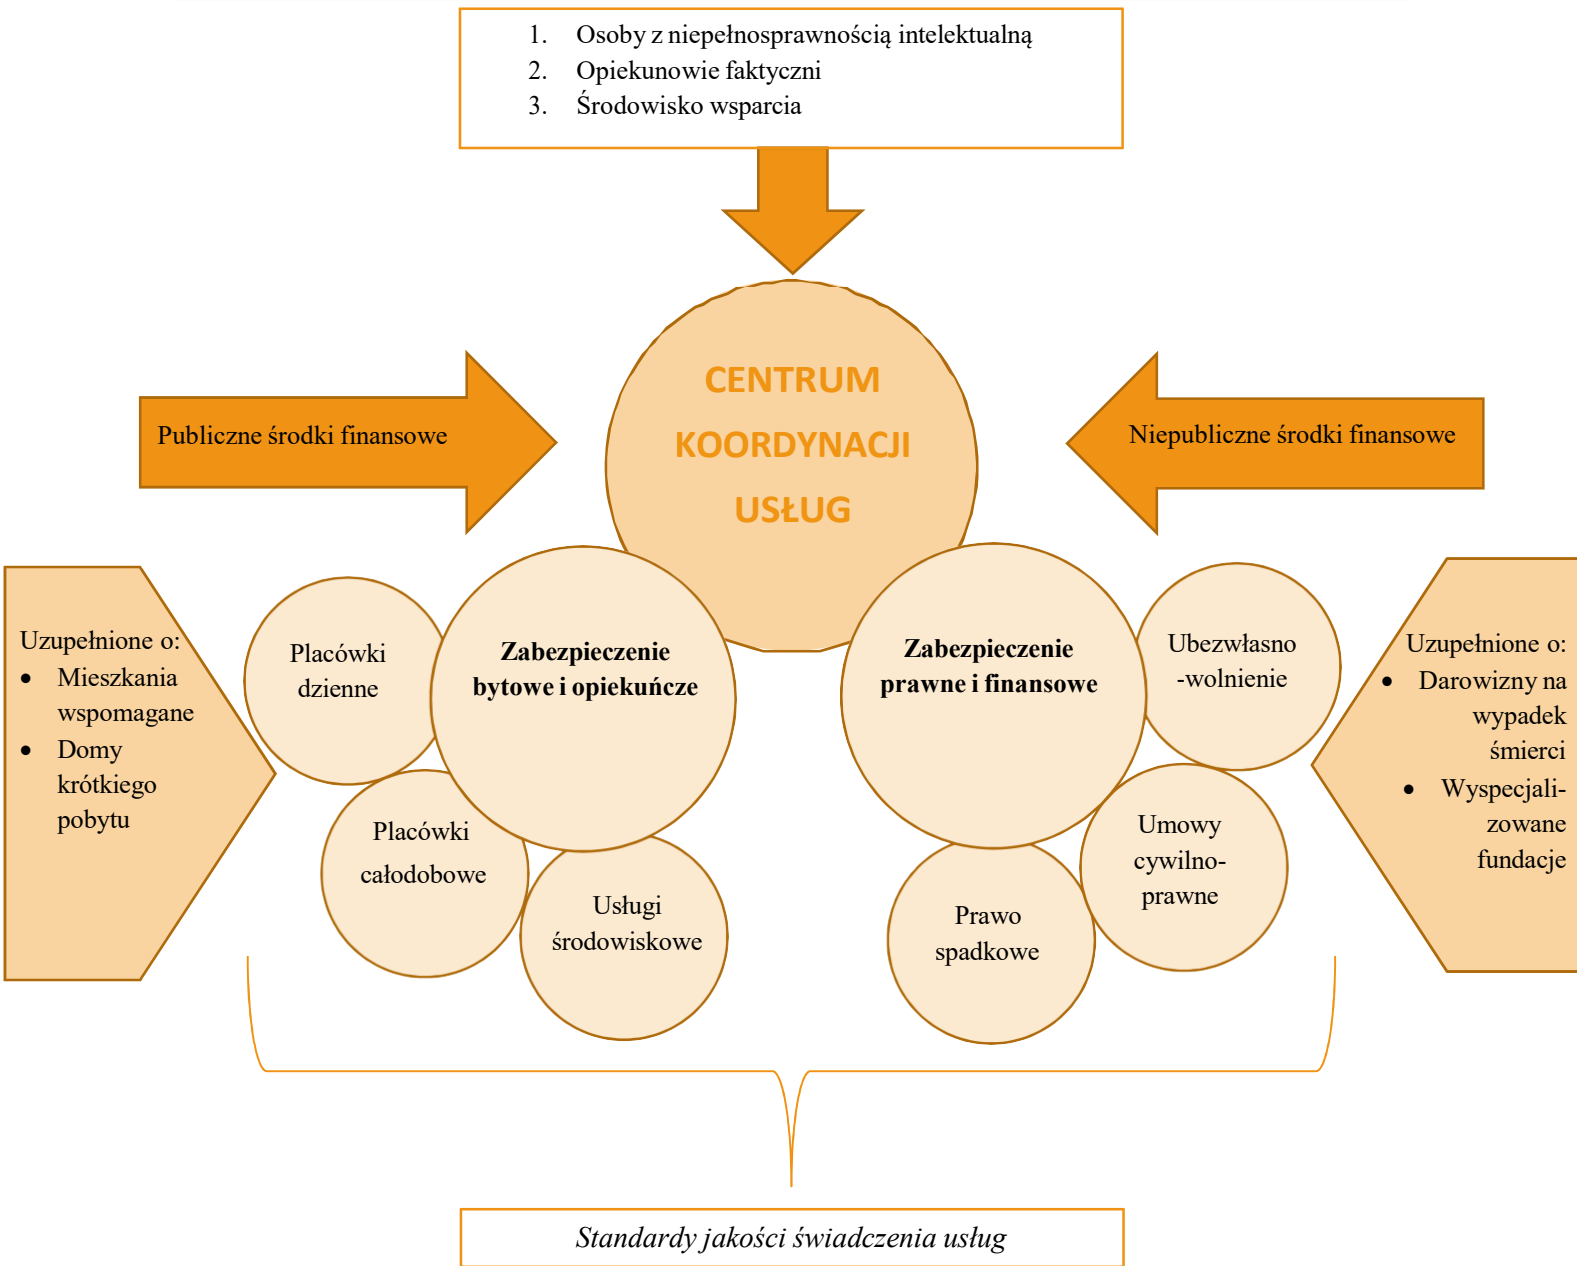 1. Osoby z niepełnosprawnością intelektualną
2. Opiekunowie faktyczni
3. Środowisko wsparcia
CENTRUM
KOORDYNACJI
USŁUG
Publiczne środki finansowe
Niepubliczne środki finansowe
Uzupełnione o:
• Mieszkania
wspomagane
• Domy
krótkiego
pobytu
Placówki
dzienne
Zabezpieczenie
bytowe i opiekuńcze
Placówki
całodobowe
Usługi
środowiskowe
Zabezpieczenie
prawne i finansowe
Ubezwłasno
-wolnienie
Umowy
cywilno-
prawne
Prawo
spadkowe
Uzupełnione o:
• Darowizny na
wypadek
śmierci
• Wyspecjali-
zowane
fundacje
Standardy jakości świadczenia usług